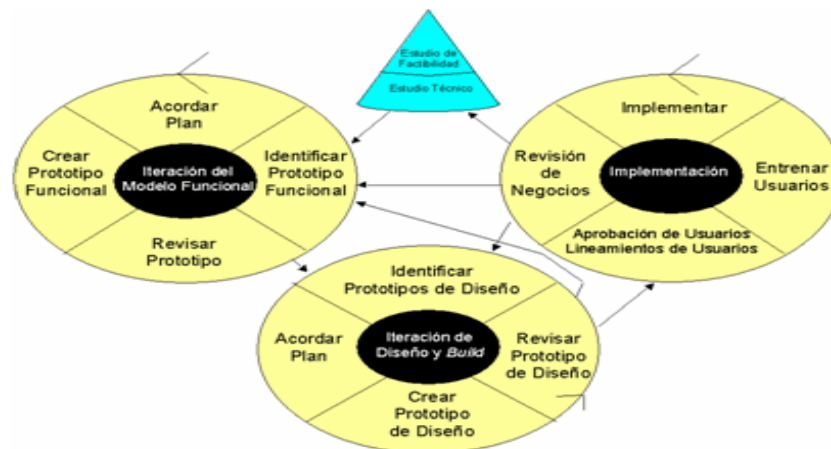 Estudio de
Factibilidad
Estudio Técnico
Acordar
Plan
Crear
Prototipo
Funcional
Iteración del
Modelo Funcional
Identificar
Prototipo
Funcional
Revisar
Prototipo
Implementar
Revisión
de
Negocios
Implementación
Entrenar
Usuarios
Aprobación de Usuarios
Lineamientos de Usuarios
Identificar
Prototipos de Diseño
Acordar
Plan
Iteración de
Diseño y Build
Revisar
Prototipo
de Diseño
Crear
Prototipo
de Diseño